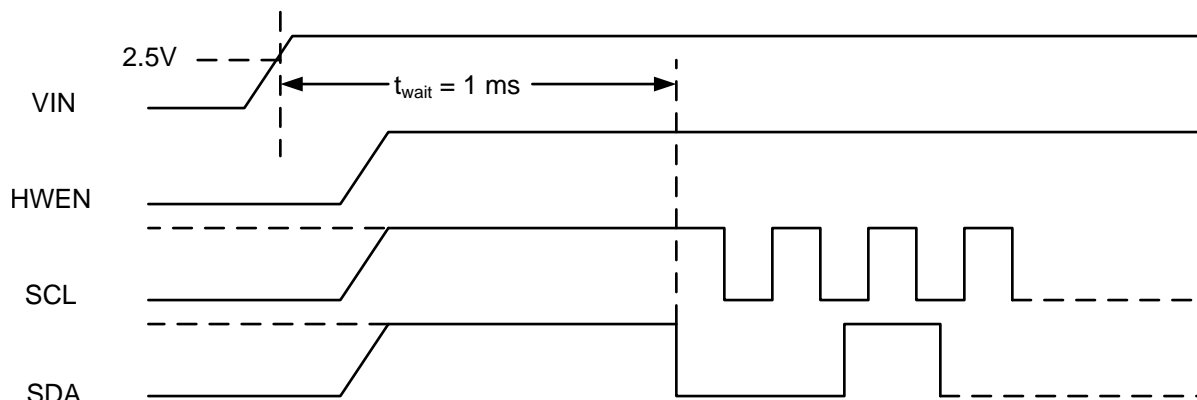 2.5V
t_wait = 1 ms
VIN
HWEN
SCL
SDA